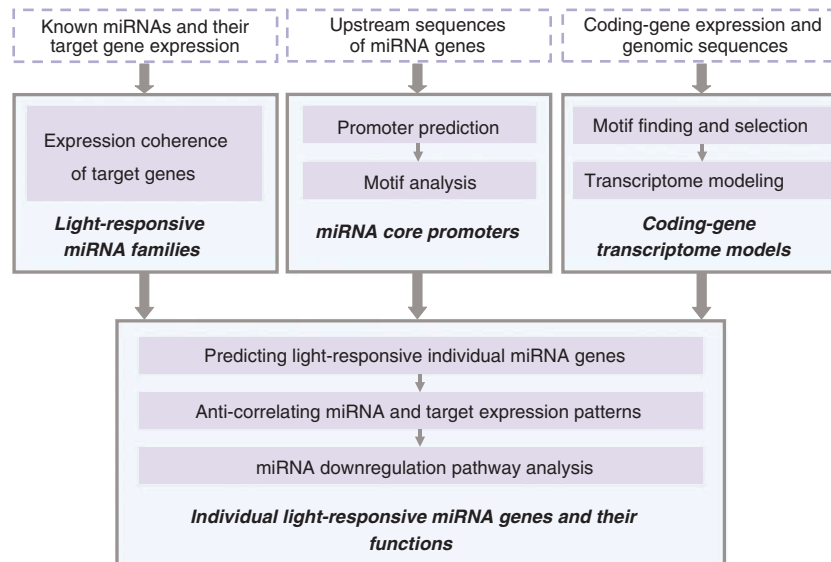 Known miRNAs and their
target gene expression
Upstream sequences
of miRNA genes
Coding-gene expression and
genomic sequences
Expression coherence
of target genes
Light-responsive
miRNA families
Promoter prediction
Motif analysis
miRNA core promoters
Motif finding and selection
Transcriptome modeling
Coding-gene
transcriptome models
Predicting light-responsive individual miRNA genes
Anti-correlating miRNA and target expression patterns
miRNA downregulation pathway analysis
Individual light-responsive miRNA genes and their
functions